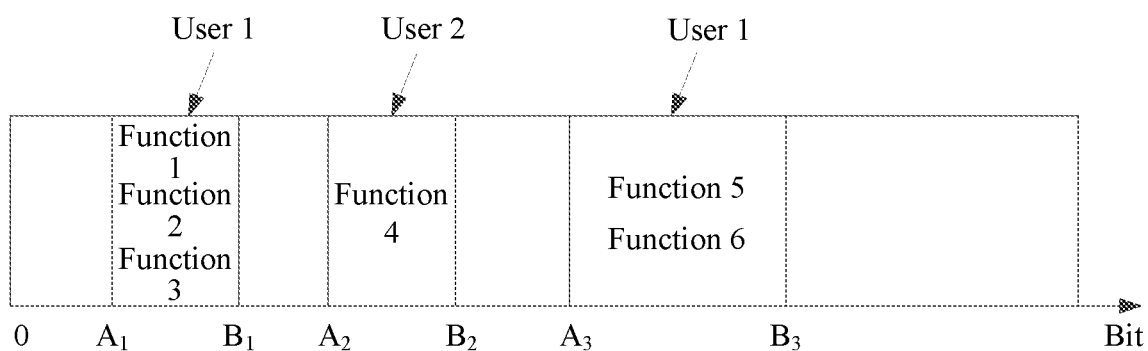 User 1 User 2 User 1
Function
1
Function
2
Function
3
Function
4
Function 5
Function 6
0 A₁ B₁ A₂ B₂ A₃ B₃ Bit